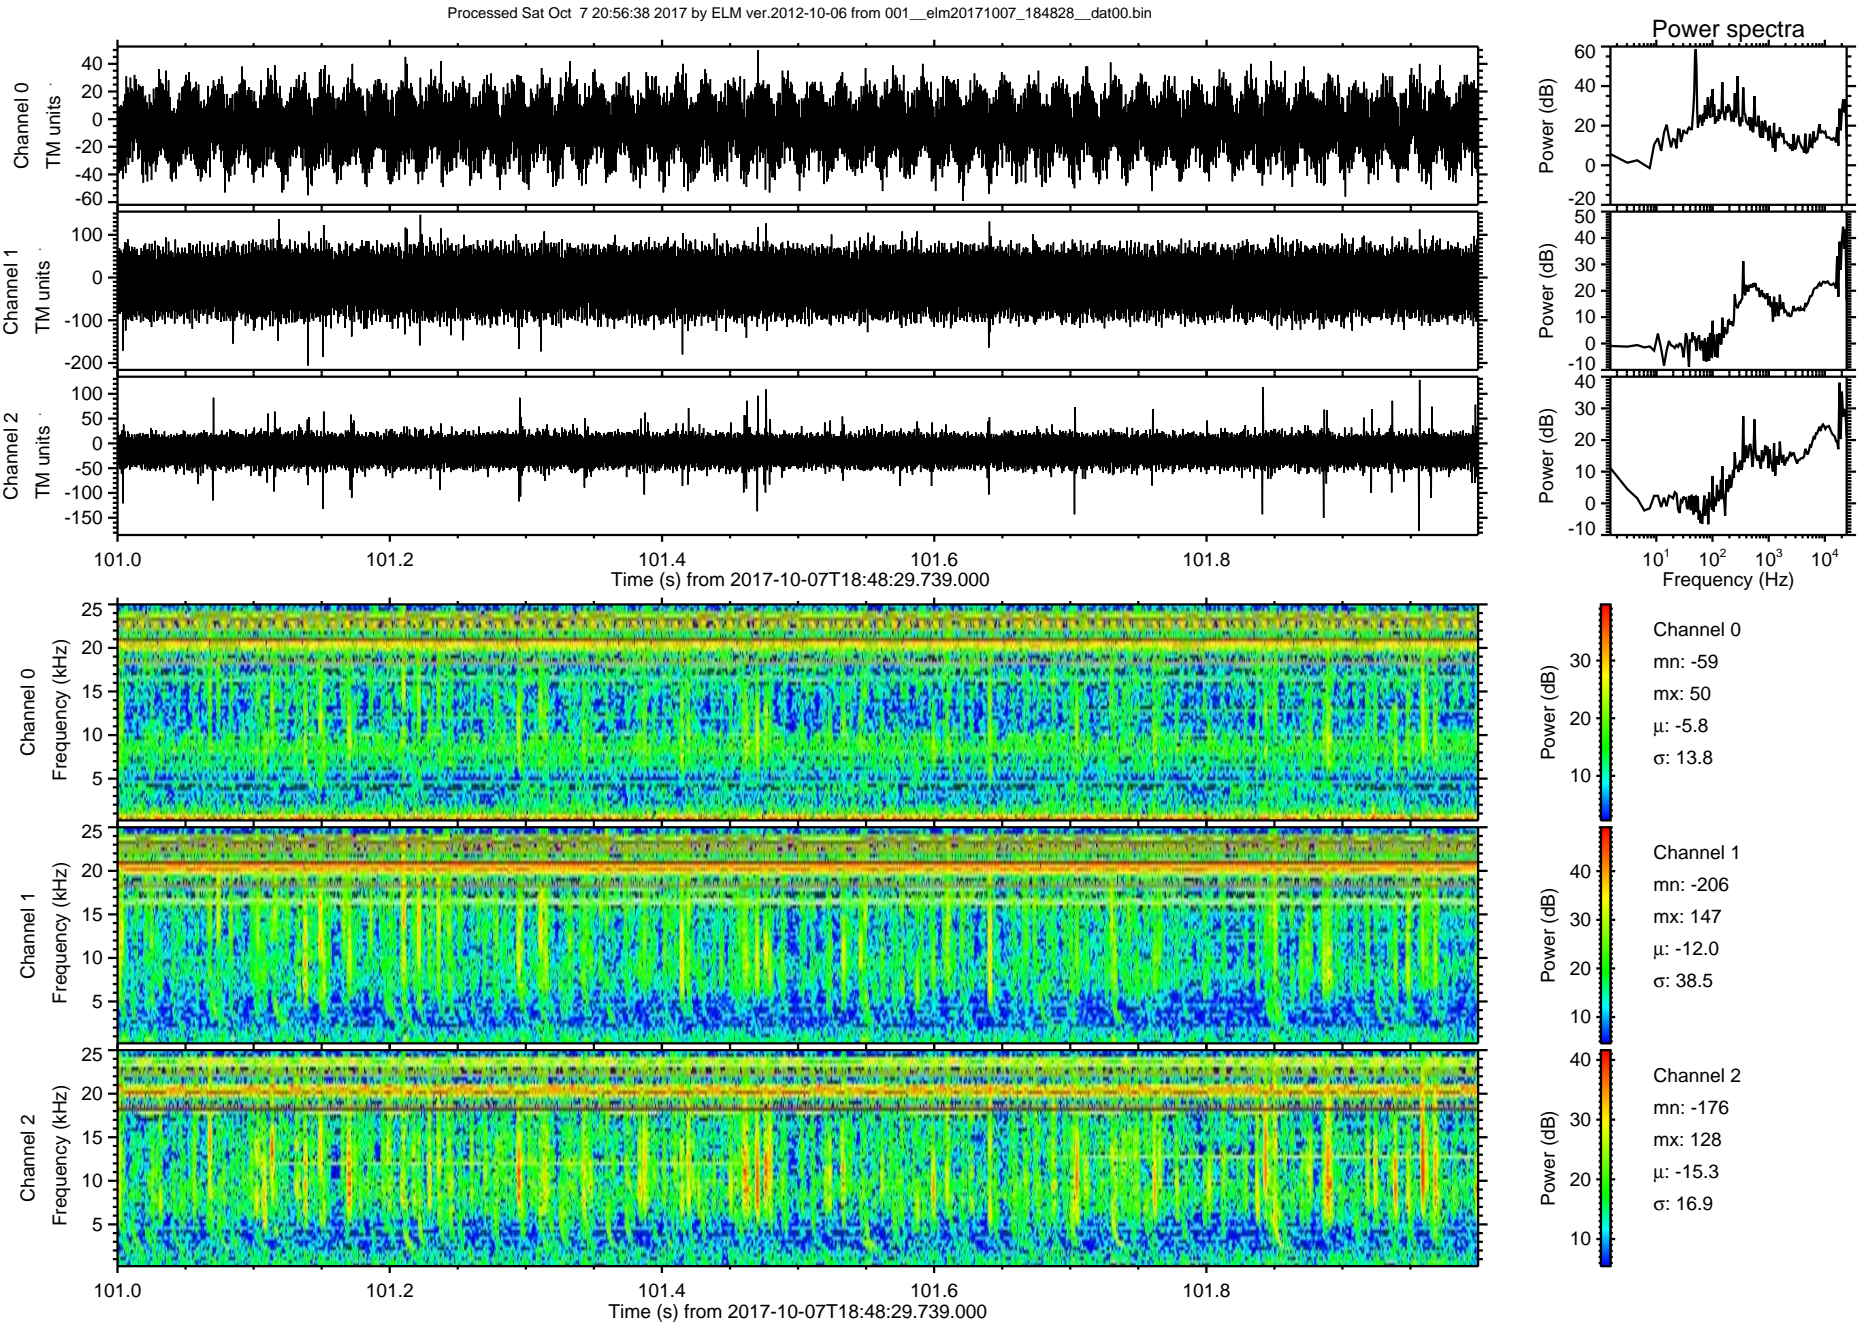 Processed Sat Oct 7 20:56:38 2017 by ELM ver.2012-10-06 from 001__elm20171007_184828__dat00.bin
Power spectra
Channel 0
TM units
40
20
0
-20
-40
-60
Power (dB)
60
40
20
0
-20
Channel 1
TM units
100
0
-100
-200
Power (dB)
50
40
30
20
10
0
-10
Channel 2
TM units
100
50
0
-50
-100
-150
Power (dB)
40
30
20
10
0
-10
101.0 101.2 101.4 101.6 101.8
Time (s) from 2017-10-07T18:48:29.739.000
10^1 10^2 10^3 10^4
Frequency (Hz)
Channel 0
Frequency (kHz)
25
20
15
10
5
Power (dB)
30
20
10
Channel 0
mn: -59
mx: 50
μ: -5.8
σ: 13.8
Channel 1
Frequency (kHz)
25
20
15
10
5
Power (dB)
40
30
20
10
Channel 1
mn: -206
mx: 147
μ: -12.0
σ: 38.5
Channel 2
Frequency (kHz)
25
20
15
10
5
Power (dB)
40
30
20
10
Channel 2
mn: -176
mx: 128
μ: -15.3
σ: 16.9
101.0 101.2 101.4 101.6 101.8
Time (s) from 2017-10-07T18:48:29.739.000